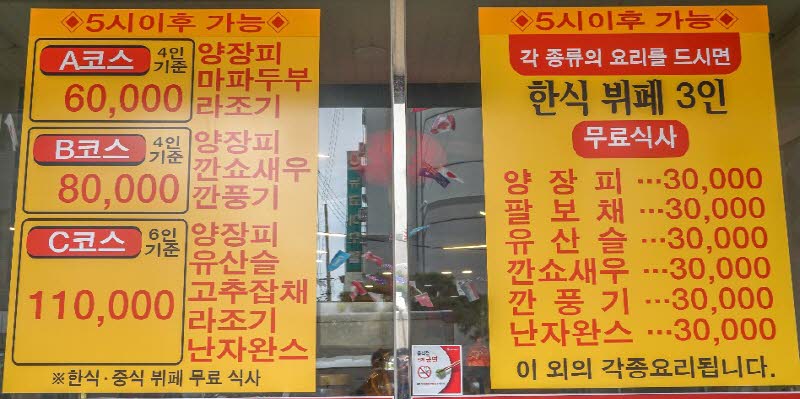 ◈5시이후 가능◈
A코스 4인 기준
60,000
양장피
마파두부
라조기
B코스 4인 기준
80,000
양장피
깐쇼새우
깐풍기
C코스 6인 기준
110,000
양장피
유산슬
고추잡채
라조기
난자완스
※한식·중식 뷔페 무료 식사
◈5시이후 가능◈
각 종류의 요리를 드시면
한식 뷔페 3인
무료식사
양 장 피 …30,000
팔 보 채 …30,000
유 산 슬 …30,000
깐쇼새우 …30,000
깐 풍 기 …30,000
난자완스 …30,000
이 외의 각종요리됩니다.